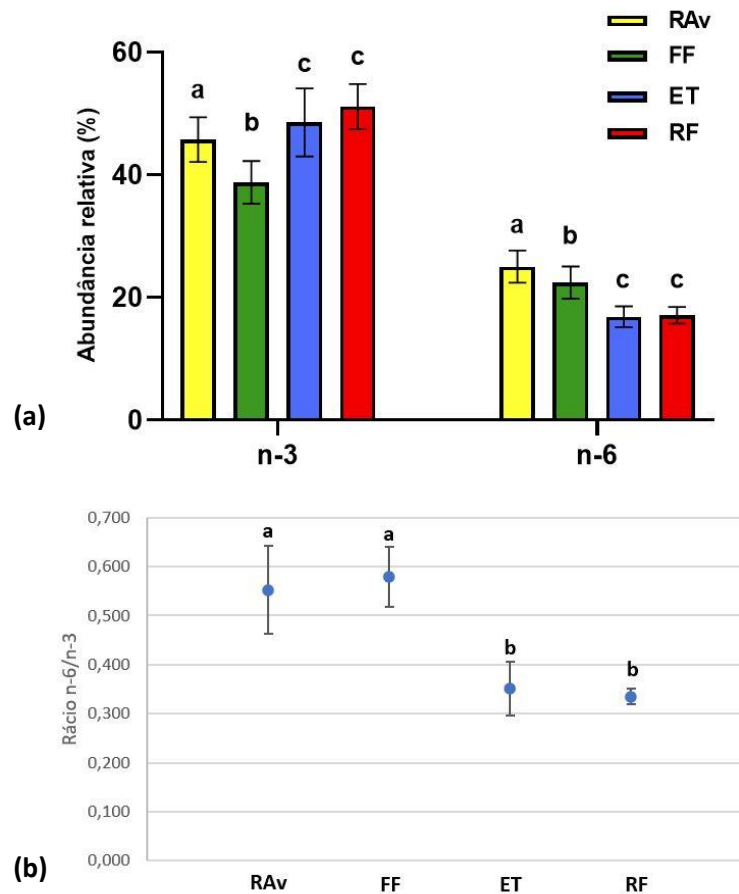 RAv
FF
ET
RF
Abundância relativa (%)
60
40
20
0
a
b
c
c
a
b
c
c
n-3
n-6
(a)
0,700
0,600
0,500
0,400
0,300
0,200
0,100
0,000
Rácio n-6/n-3
a
a
b
b
RAv
FF
ET
RF
(b)